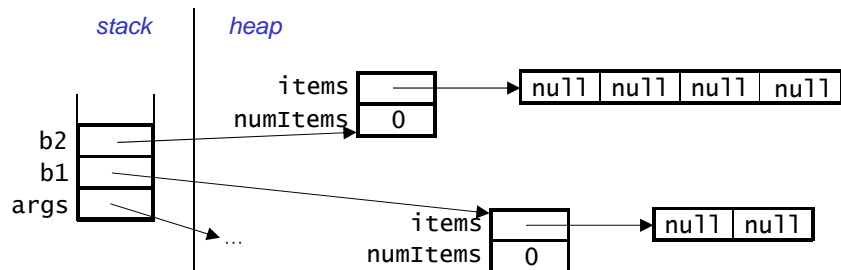 stack heap
items
null null null null
numItems 0
b2
b1
args
...
items
null null
numItems 0